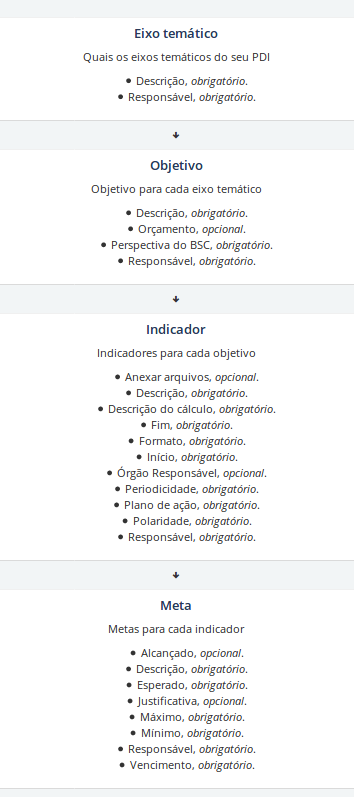 Eixo temático
Quais os eixos temáticos do seu PDI
• Descrição, obrigatório.
• Responsável, obrigatório.
Objetivo
Objetivo para cada eixo temático
• Descrição, obrigatório.
• Orçamento, opcional.
• Perspectiva do BSC, obrigatório.
• Responsável, obrigatório.
Indicador
Indicadores para cada objetivo
• Anexar arquivos, opcional.
• Descrição, obrigatório.
• Descrição do cálculo, obrigatório.
• Fim, obrigatório.
• Formato, obrigatório.
• Início, obrigatório.
• Órgão Responsável, opcional.
• Periodicidade, obrigatório.
• Plano de ação, obrigatório.
• Polaridade, obrigatório.
• Responsável, obrigatório.
Meta
Metas para cada indicador
• Alcançado, opcional.
• Descrição, obrigatório.
• Esperado, obrigatório.
• Justificativa, opcional.
• Máximo, obrigatório.
• Mínimo, obrigatório.
• Responsável, obrigatório.
• Vencimento, obrigatório.